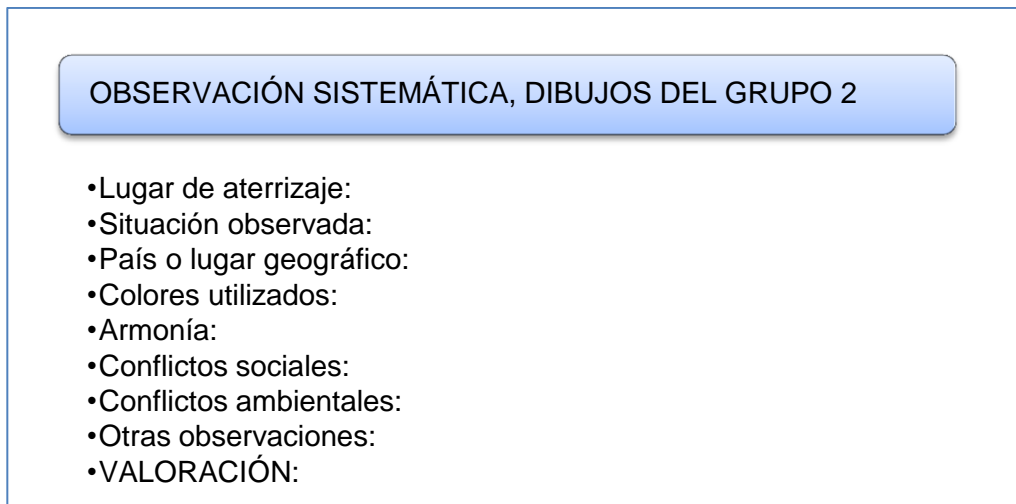 OBSERVACIÓN SISTEMÁTICA, DIBUJOS DEL GRUPO 2
•Lugar de aterrizaje:
•Situación observada:
•País o lugar geográfico:
•Colores utilizados:
•Armonía:
•Conflictos sociales:
•Conflictos ambientales:
•Otras observaciones:
•VALORACIÓN: